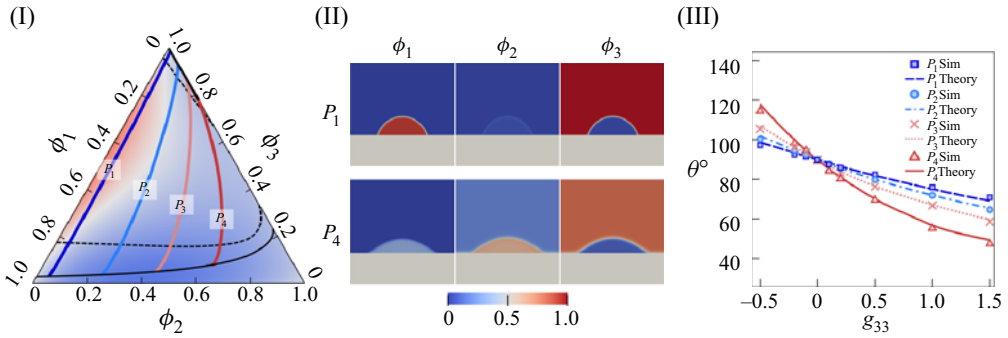 (I)
(II)
(III)
0 1.0
0.2 0.8
0.4 0.6
0.6 0.4
0.8 0.2
1.0 0
ϕ1
ϕ3
P1
P2
P3
P4
0 0.2 0.4 0.6 0.8 1.0
ϕ2
ϕ1 ϕ2 ϕ3
P1
P4
0 0.5 1.0
140
120
100
80
60
40
θ°
P1 Sim
P1 Theory
P2 Sim
P2 Theory
P3 Sim
P3 Theory
P4 Sim
P4 Theory
−0.5 0 0.5 1.0 1.5
g33